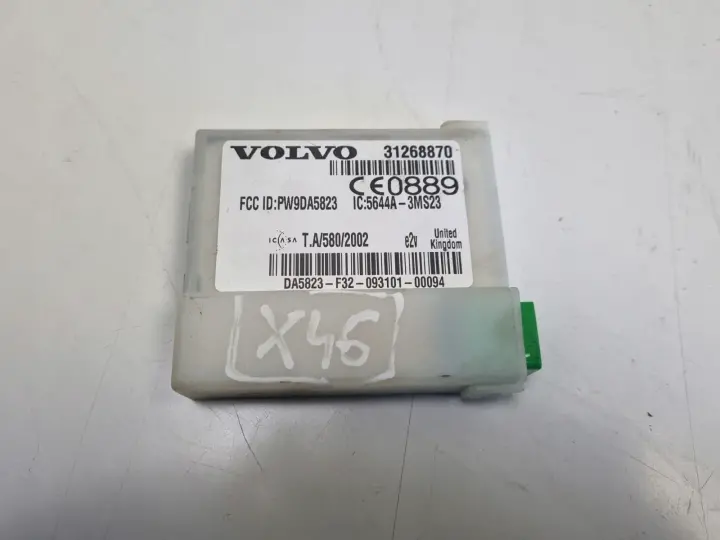 VOLVO 31268870
CE0889
FCC ID:PW9DA5823 IC:5644A-3MS23
ICASA T.A/580/2002 e2v United Kingdom
DA5823-F32-093101-00094
X46